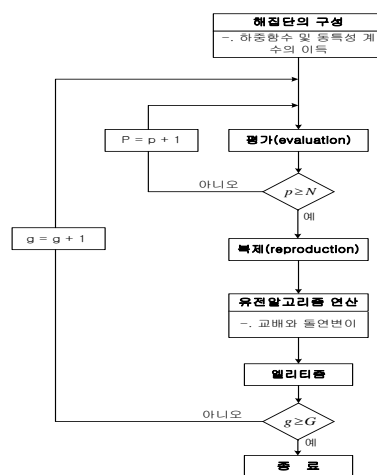 해집단의 구성
-. 하중함수 및 동특성 계
수의 이득
P = p + 1
평가(evaluation)
아니오
p≥N
예
g = g + 1
복제(reproduction)
유전알고리즘 연산
-. 교배와 돌연변이
엘리티즘
아니오
g≥G
예
종 료